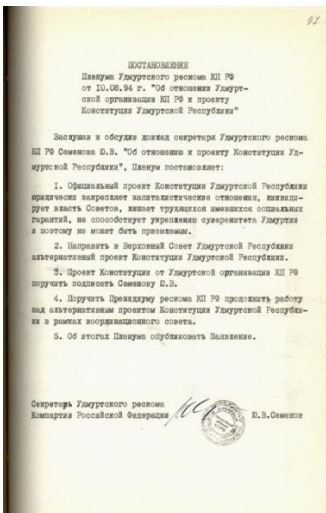 97
ПОСТАНОВЛЕНИЕ
Пленума Удмуртского рескома КП РФ
от 10.08.94 г. "Об отношении Удмурт-
ской организации КП РФ к проекту
Конституции Удмуртской Республики"
Заслушав и обсудив доклад секретаря Удмуртского рескома
КП РФ Семенова Ю.В. "Об отношению к проекту Конституции Уд-
муртской Республики", Пленум постановляет:
1. Официальный проект Конституции Удмуртской Республики
юридически закрепляет капиталистические отношения, ликвиди-
рует власть Советов, лишает трудящихся имевшихся социальных
гарантий, не способствует укреплению суверенитета Удмуртии
и поэтому не может быть приемлемым.
2. Направить в Верховный Совет Удмуртской Республики
альтернативный проект Конституции Удмуртской Республики.
3. Проект Конституции от Удмуртской организации КП РФ
поручить подписать Семенову Ю.В.
4. Поручить Президиуму рескома КП РФ продолжить работу
над альтернативным проектом Конституции Удмуртской Республи-
ки в рамках координационного совета.
5. Об итогах Пленума опубликовать Заявление.
Секретарь Удмуртского рескома
Компартии Российской Федерации Ю.В.Семенов